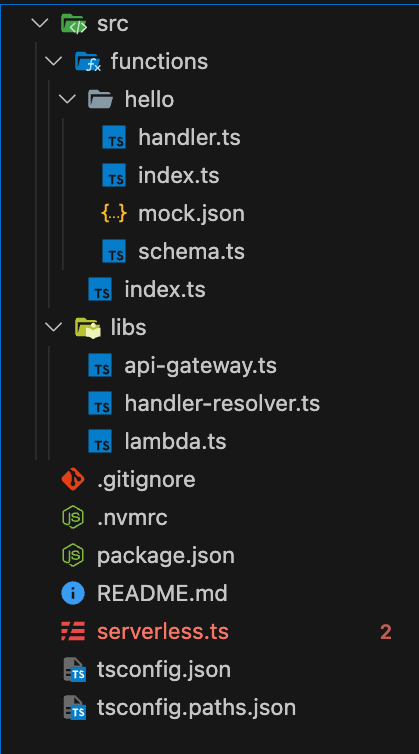 src
functions
hello
TS handler.ts
TS index.ts
{...} mock.json
TS schema.ts
TS index.ts
libs
TS api-gateway.ts
TS handler-resolver.ts
TS lambda.ts
.gitignore
JS .nvmrc
JS package.json
README.md
serverless.ts 2
TS tsconfig.json
TS tsconfig.paths.json